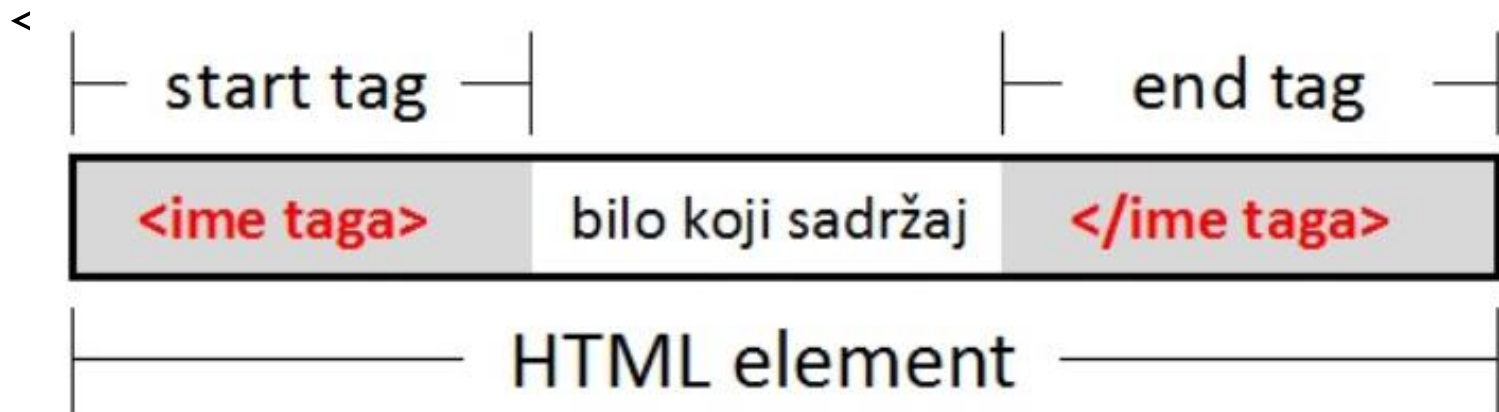 <
start tag end tag
<ime taga> bilo koji sadržaj </ime taga>
HTML element